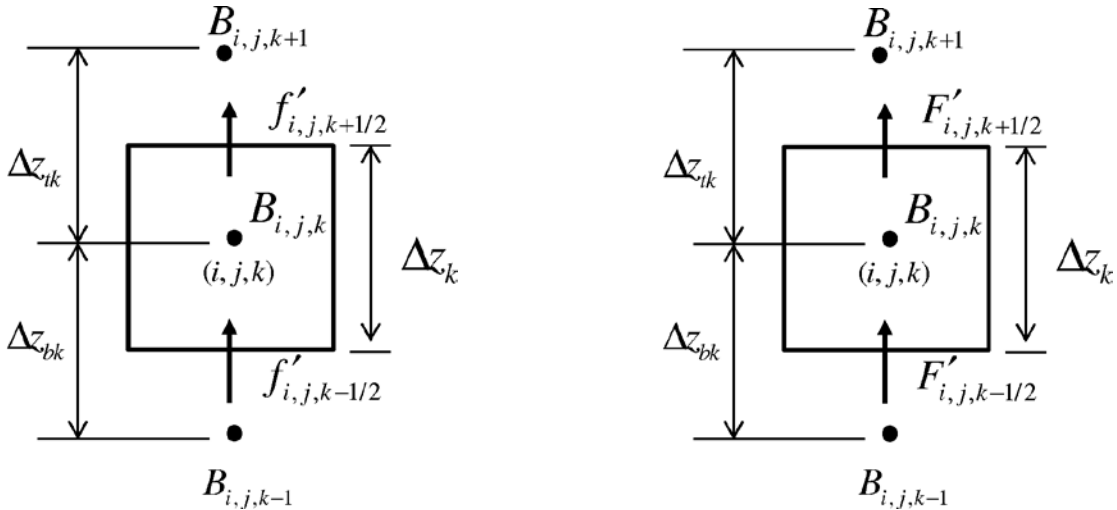 B_{i,j,k+1}
f'_{i,j,k+1/2}
Δz_{tk}
B_{i,j,k}
(i,j,k)
Δz_k
Δz_{bk}
f'_{i,j,k-1/2}
B_{i,j,k-1}
B_{i,j,k+1}
F'_{i,j,k+1/2}
Δz_{tk}
B_{i,j,k}
(i,j,k)
Δz_k
Δz_{bk}
F'_{i,j,k-1/2}
B_{i,j,k-1}